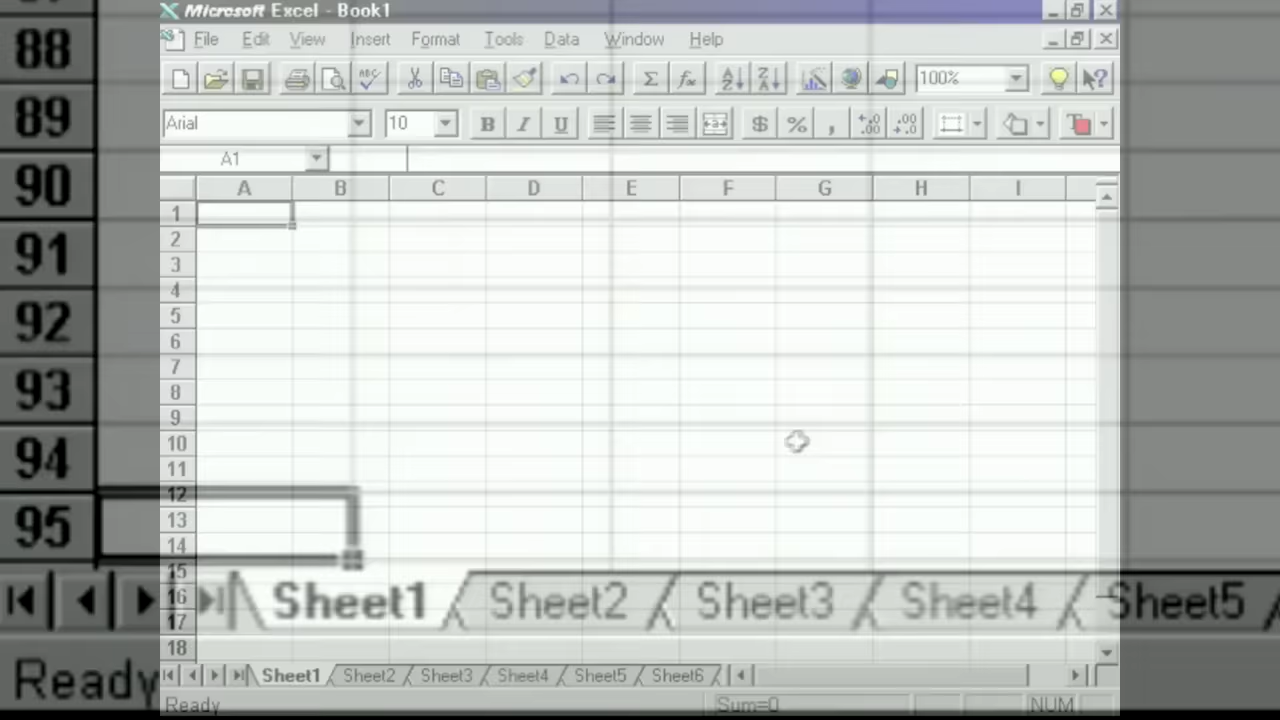 Microsoft Excel - Book1
File Edit View Insert Format Tools Data Window Help
ABC 100%
Arial 10 B I U $ % , .00 .00
A1
A B C D E F G H I
1
2
3
4
5
6
7
8
9
10
11
12
13
14
15
16
17
18
Sheet1 Sheet2 Sheet3 Sheet4 Sheet5 Sheet6
Ready Sum=0 NUM
88
89
90
91
92
93
94
95
Sheet1 Sheet2 Sheet3 Sheet4 Sheet5
Ready